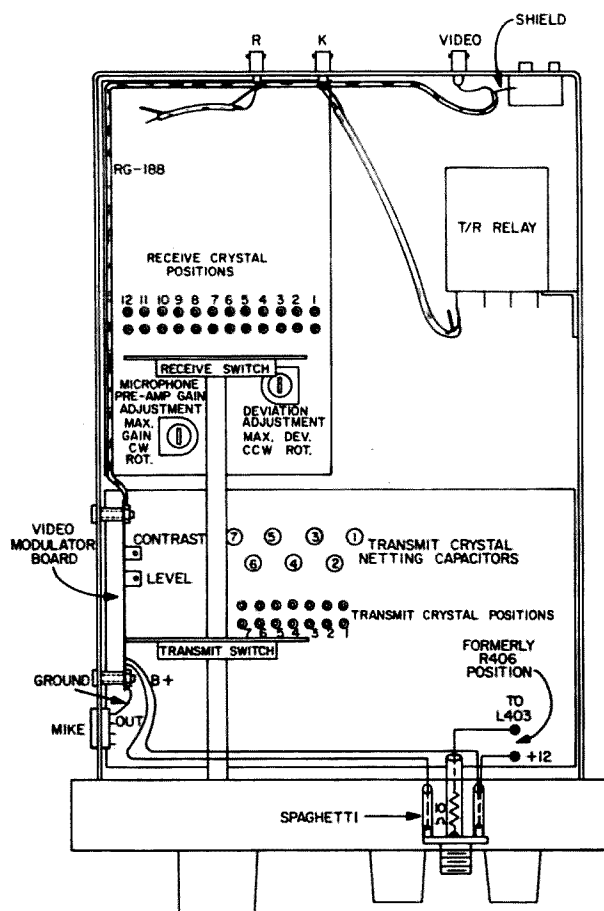 SHIELD
R
K
VIDEO
RG-188
T/R RELAY
RECEIVE CRYSTAL
POSITIONS
12 11 10 9 8 7 6 5 4 3 2 1
RECEIVE SWITCH
MICROPHONE
PRE-AMP GAIN
ADJUSTMENT
MAX.
GAIN
CW
ROT.
DEVIATION
ADJUSTMENT
MAX. DEV.
CCW ROT.
VIDEO
MODULATOR
BOARD
CONTRAST
LEVEL
7 5 3 1
6 4 2
TRANSMIT CRYSTAL
NETTING CAPACITORS
TRANSMIT CRYSTAL POSITIONS
7 6 5 4 3 2 1
TRANSMIT SWITCH
FORMERLY
R406
POSITION
GROUND
B+
MIKE
OUT
TO
L403
+12
SPAGHETTI
10
Ω